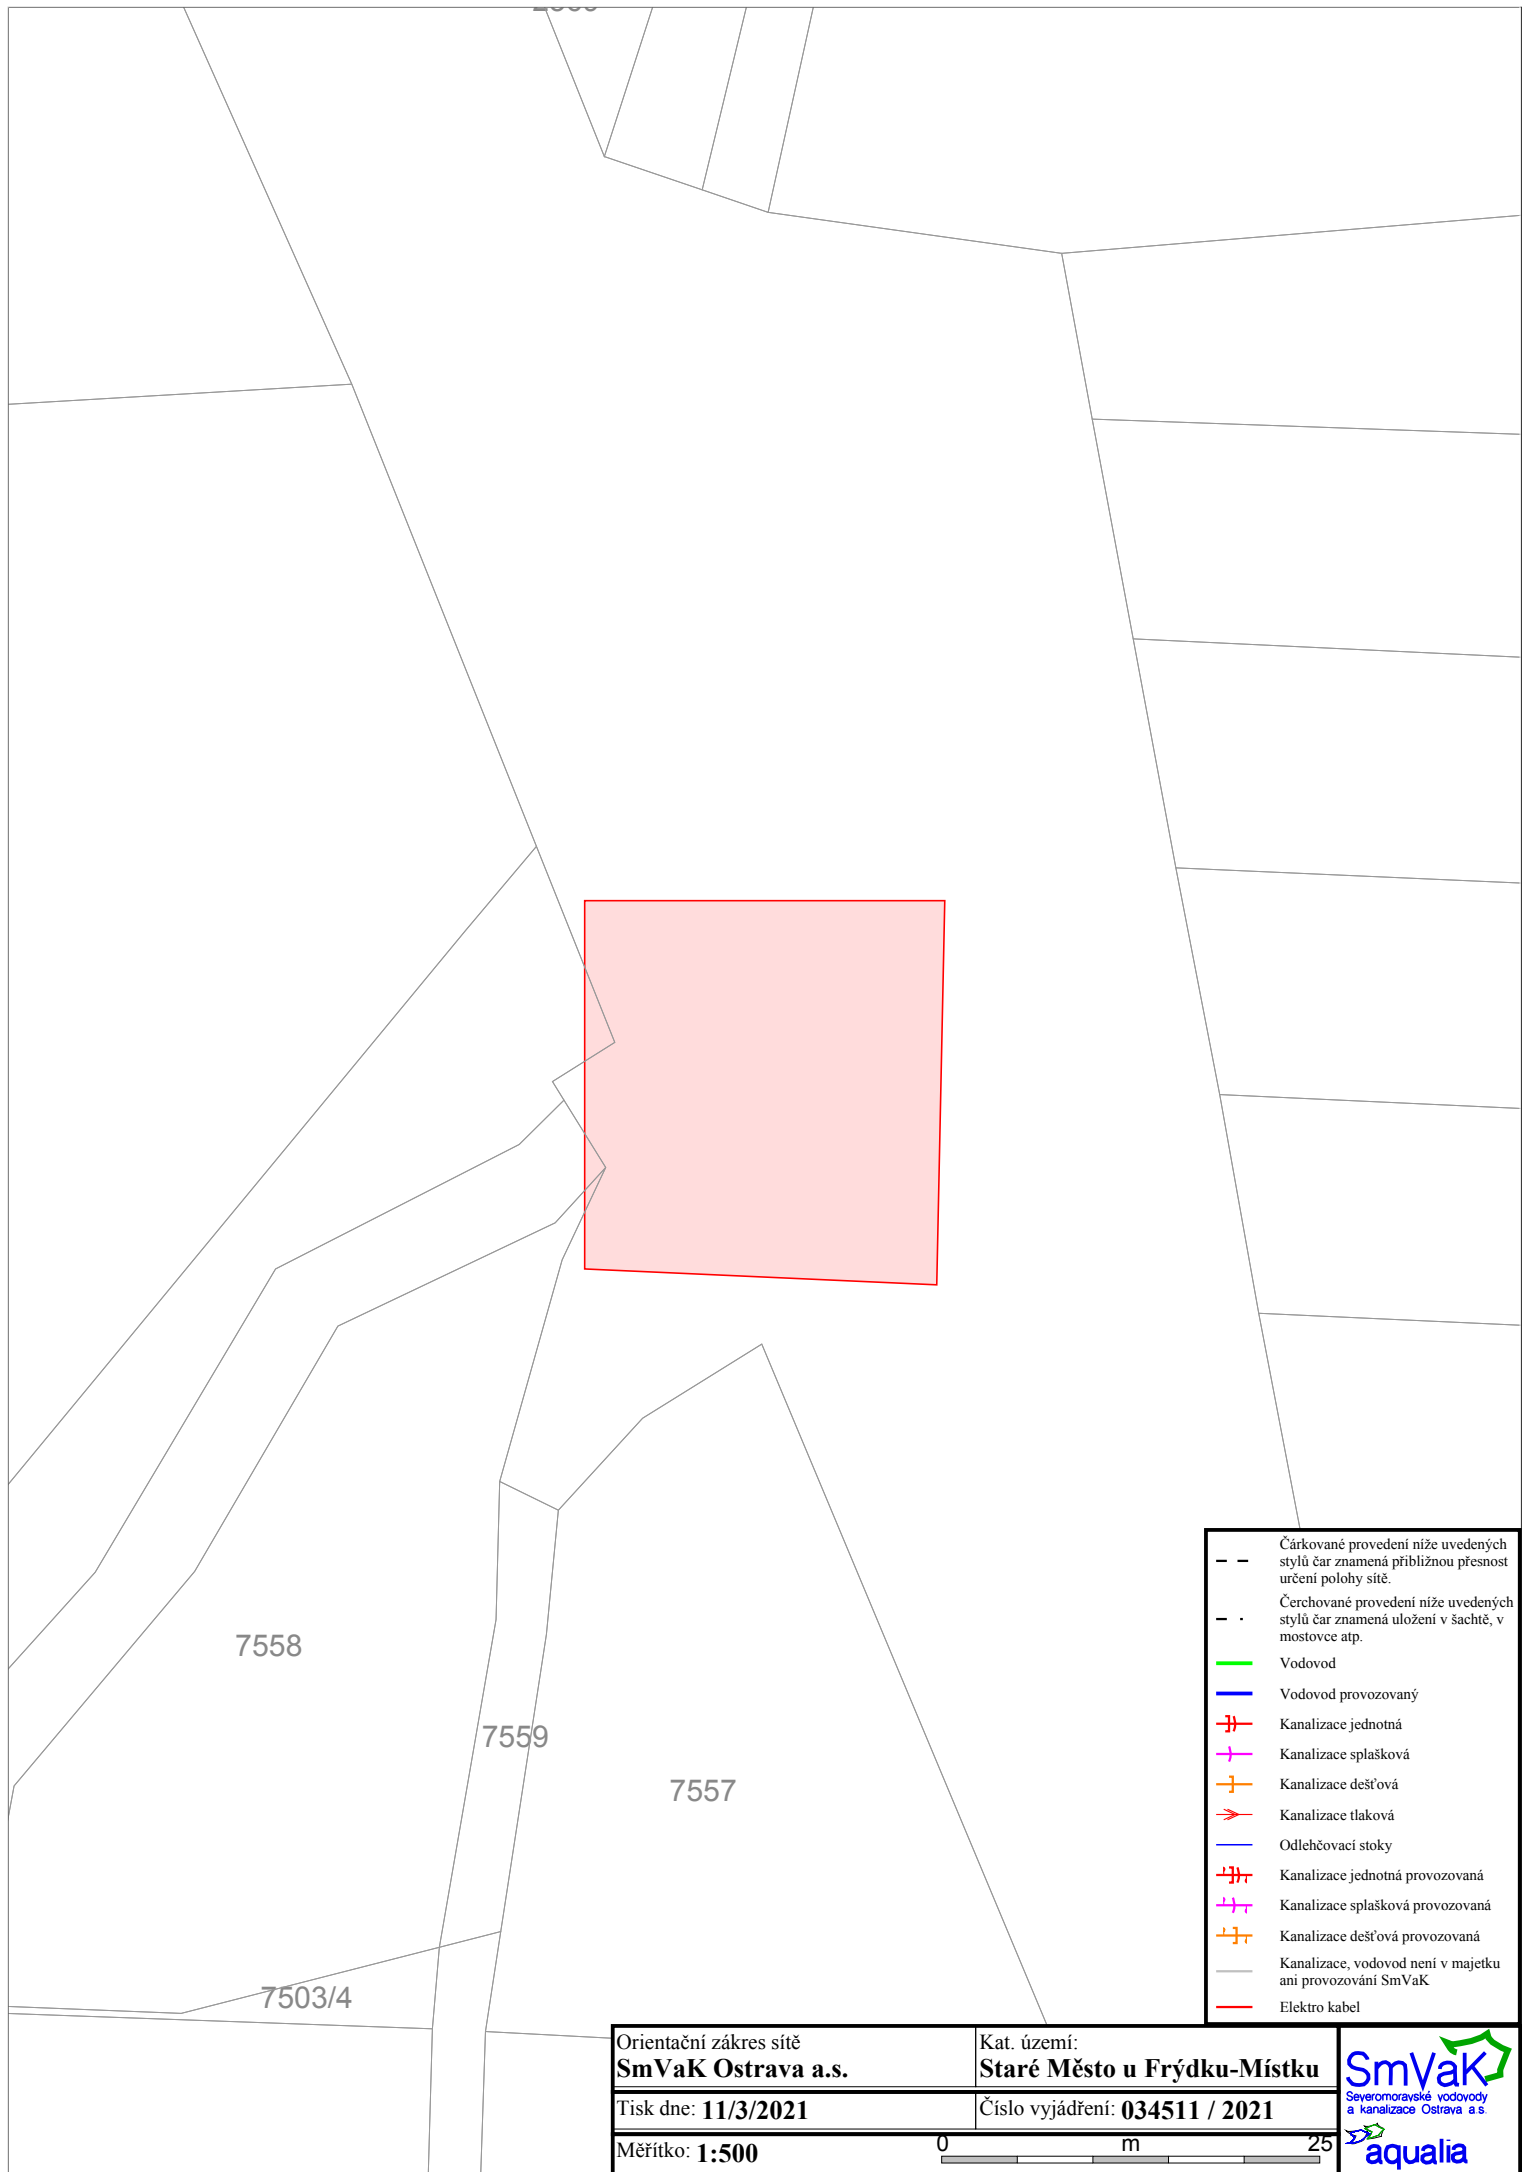 7558
7559
7557
7503/4
Čárkované provedení níže uvedených
stylů čar znamená přibližnou přesnost
určení polohy sítě.
Čerchované provedení níže uvedených
stylů čar znamená uložení v šachtě, v
mostovce atp.
Vodovod
Vodovod provozovaný
Kanalizace jednotná
Kanalizace splašková
Kanalizace dešťová
Kanalizace tlaková
Odlehčovací stoky
Kanalizace jednotná provozovaná
Kanalizace splašková provozovaná
Kanalizace dešťová provozovaná
Kanalizace, vodovod není v majetku
ani provozování SmVaK
Elektro kabel
Orientační zákres sítě
SmVaK Ostrava a.s.
Kat. území:
Staré Město u Frýdku-Místku
Tisk dne: 11/3/2021
Číslo vyjádření: 034511 / 2021
Měřítko: 1:500
0 m 25
SmVaK
Severomoravské vodovody
a kanalizace Ostrava a.s.
aqualia